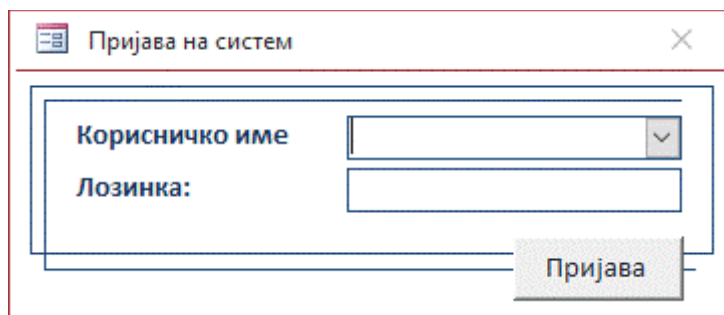 Пријава на систем
Корисничко име
Лозинка:
Пријава